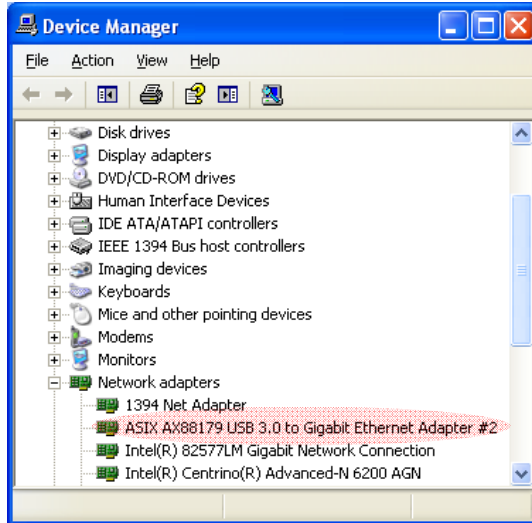 Device Manager
File Action View Help
Disk drives
Display adapters
DVD/CD-ROM drives
Human Interface Devices
IDE ATA/ATAPI controllers
IEEE 1394 Bus host controllers
Imaging devices
Keyboards
Mice and other pointing devices
Modems
Monitors
Network adapters
1394 Net Adapter
ASIX AX88179 USB 3.0 to Gigabit Ethernet Adapter #2
Intel(R) 82577LM Gigabit Network Connection
Intel(R) Centrino(R) Advanced-N 6200 AGN